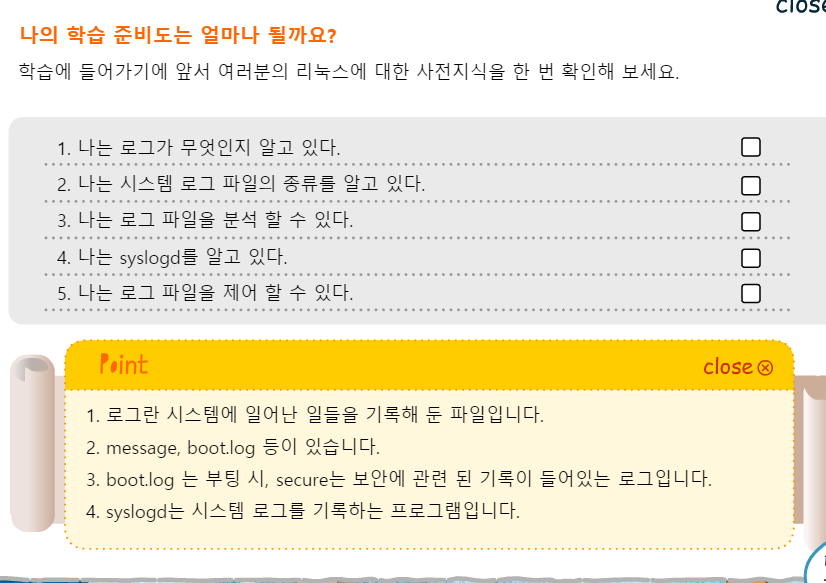 close
나의 학습 준비도는 얼마나 될까요?
학습에 들어가기에 앞서 여러분의 리눅스에 대한 사전지식을 한 번 확인해 보세요.
1. 나는 로그가 무엇인지 알고 있다.
2. 나는 시스템 로그 파일의 종류를 알고 있다.
3. 나는 로그 파일을 분석 할 수 있다.
4. 나는 syslogd를 알고 있다.
5. 나는 로그 파일을 제어 할 수 있다.
Point close
1. 로그란 시스템에 일어난 일들을 기록해 둔 파일입니다.
2. message, boot.log 등이 있습니다.
3. boot.log 는 부팅 시, secure는 보안에 관련 된 기록이 들어있는 로그입니다.
4. syslogd는 시스템 로그를 기록하는 프로그램입니다.